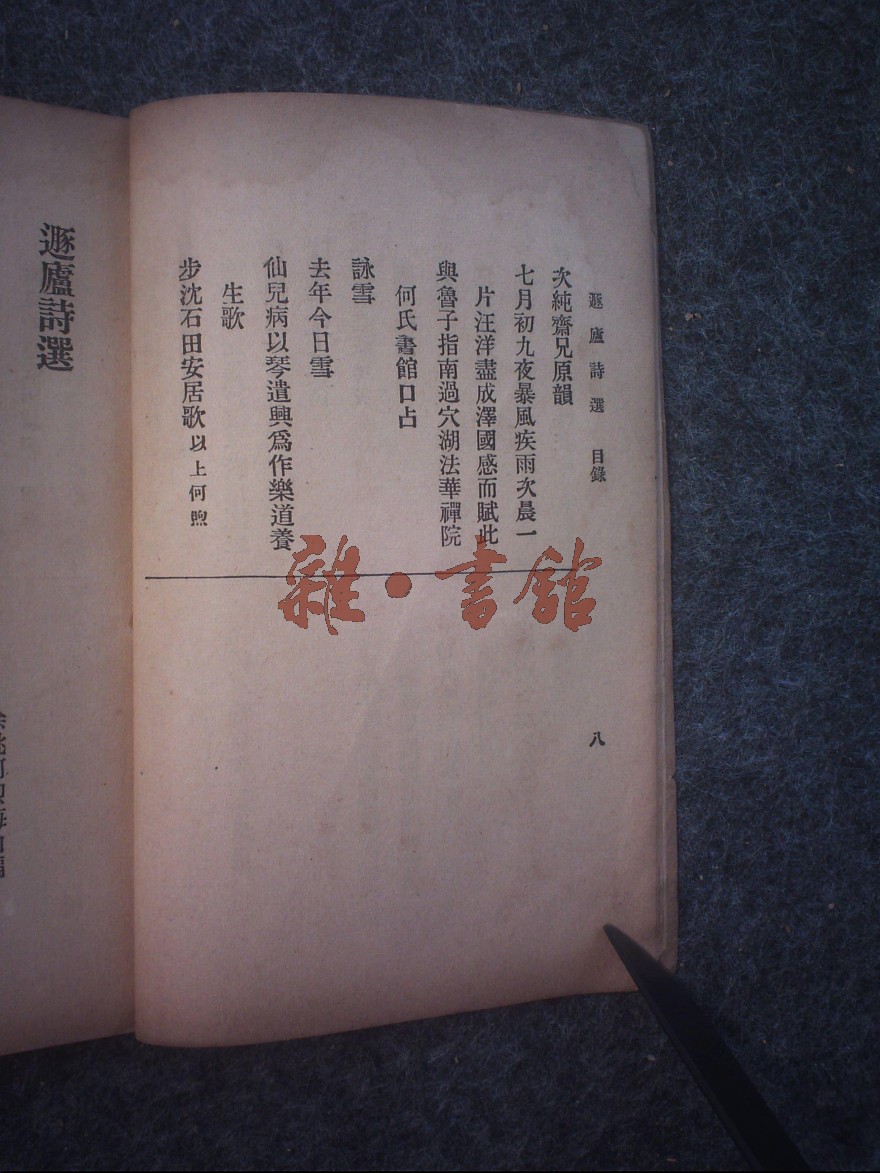 遯廬詩選　目錄
八
次純齋兄原韻
七月初九夜暴風疾雨次晨一
片汪洋盡成澤國感而賦此
與魯子指南過穴湖法華禪院
何氏書館口占
詠雪
去年今日雪
仙兒病以琴遣興爲作樂道養
生歌
步沈石田安居歌以上何煦
遯廬詩選
雜·書館